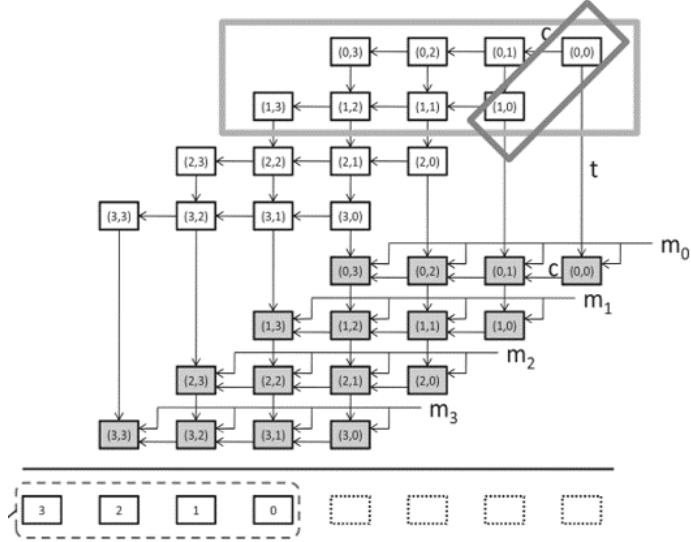 c
(0,3) (0,2) (0,1) (0,0)
(1,3) (1,2) (1,1) (1,0)
(2,3) (2,2) (2,1) (2,0)
t
(3,3) (3,2) (3,1) (3,0)
m0
(0,3) (0,2) (0,1) c (0,0)
m1
(1,3) (1,2) (1,1) (1,0)
m2
(2,3) (2,2) (2,1) (2,0)
m3
(3,3) (3,2) (3,1) (3,0)
3 2 1 0